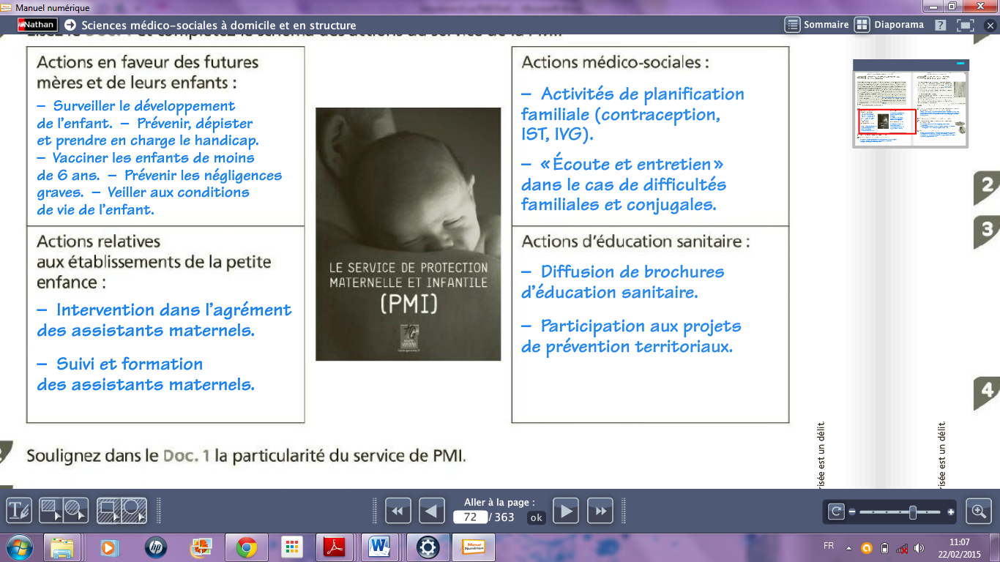 Manuel numérique
Nathan
Sciences médico-sociales à domicile et en structure
Sommaire
Diaporama
?
Actions en faveur des futures
mères et de leurs enfants :
– Surveiller le développement
de l'enfant. – Prévenir, dépister
et prendre en charge le handicap.
– Vacciner les enfants de moins
de 6 ans. – Prévenir les négligences
graves. – Veiller aux conditions
de vie de l'enfant.
Actions relatives
aux établissements de la petite
enfance :
– Intervention dans l'agrément
des assistants maternels.
– Suivi et formation
des assistants maternels.
LE SERVICE DE PROTECTION
MATERNELLE ET INFANTILE
(PMI)
Actions médico-sociales :
– Activités de planification
familiale (contraception,
IST, IVG).
– « Écoute et entretien »
dans le cas de difficultés
familiales et conjugales.
Actions d'éducation sanitaire :
– Diffusion de brochures
d'éducation sanitaire.
– Participation aux projets
de prévention territoriaux.
2
3
4
Soulignez dans le Doc. 1 la particularité du service de PMI.
est un délit
est un délit
Aller à la page :
72 / 363 ok
hp
Manuel
Numérique
FR
11:07
22/02/2015